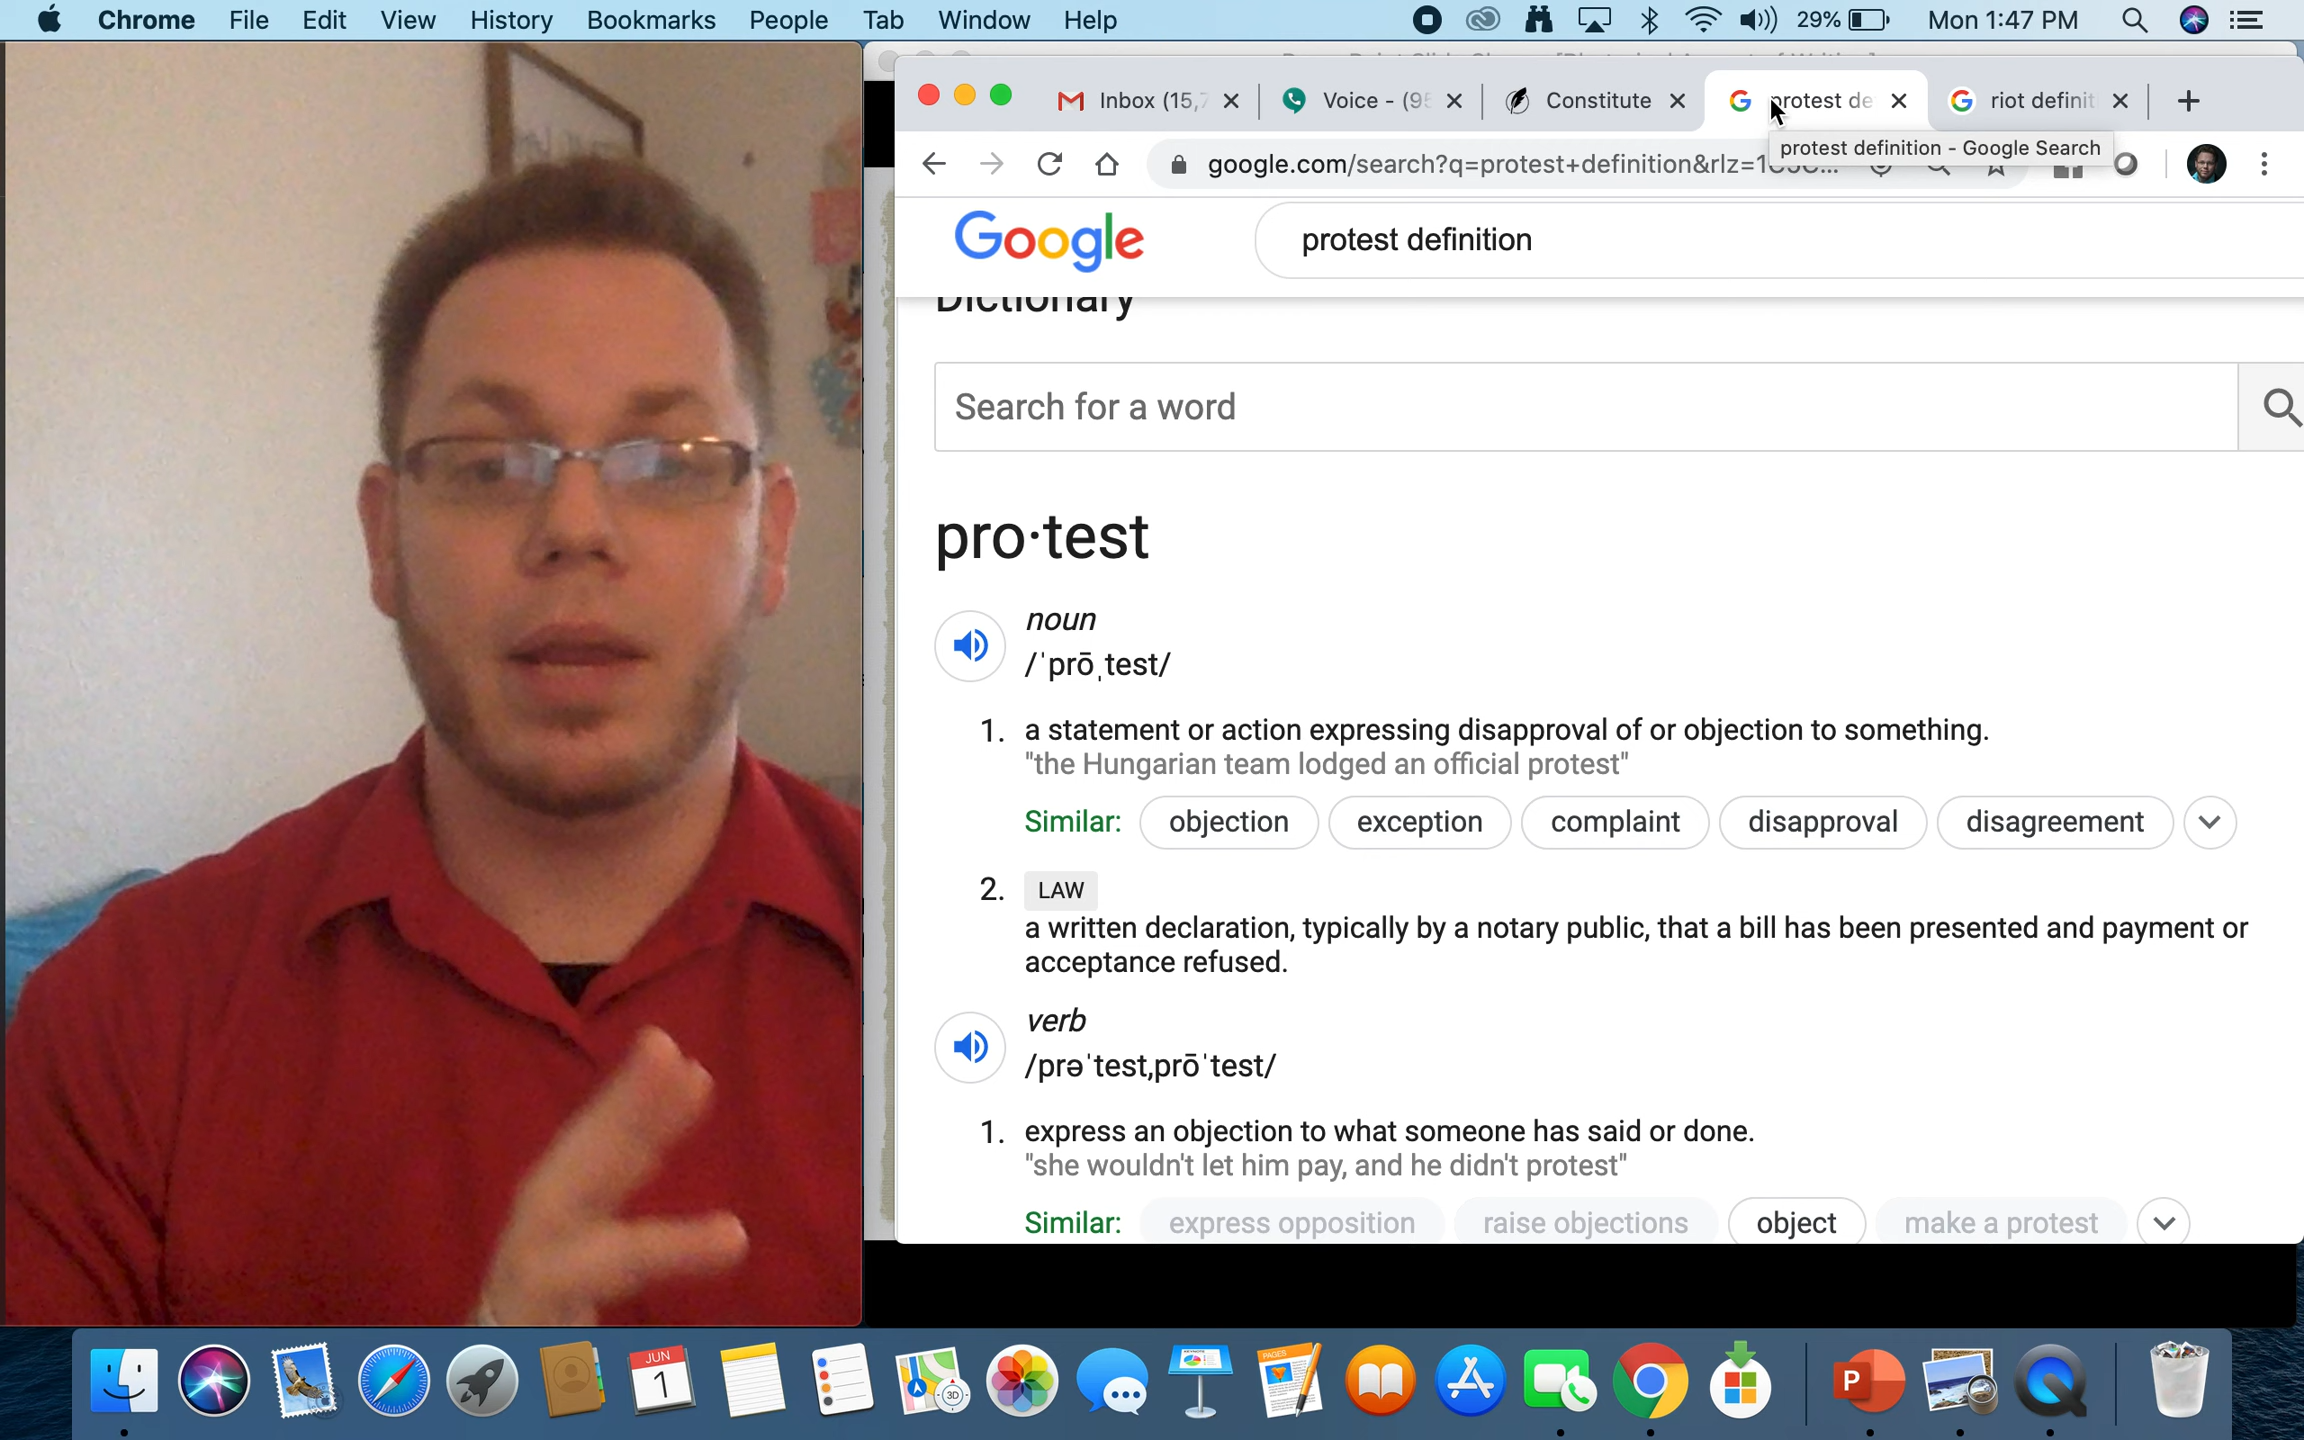 Chrome File Edit View History Bookmarks People Tab Window Help 29% Mon 1:47 PM
Inbox (15,7 Voice - (95 Constitute protest de riot definit
google.com/search?q=protest+definition&rlz=1C5C...
protest definition - Google Search
Google protest definition
Dictionary
Search for a word
pro·test
noun
/ˈprōˌtest/
1. a statement or action expressing disapproval of or objection to something.
"the Hungarian team lodged an official protest"
Similar: objection exception complaint disapproval disagreement
2. LAW
a written declaration, typically by a notary public, that a bill has been presented and payment or
acceptance refused.
verb
/prəˈtest,prōˈtest/
1. express an objection to what someone has said or done.
"she wouldn't let him pay, and he didn't protest"
Similar: express opposition raise objections object make a protest
JUN
1
3D
PAGES
P